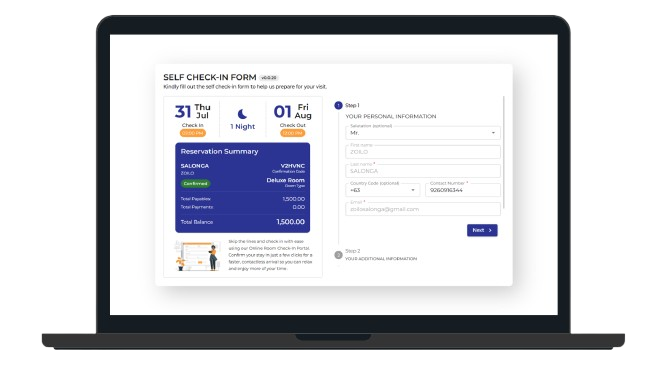 SELF CHECK-IN FORM v0.0.20
Kindly fill out the self check-in form to help us prepare for your visit.
31 Thu Jul
Check In
1 Night
01 Fri Aug
Check Out
Reservation Summary
SALONGA V2HVNC
ZOILO Confirmation Code
Confirmed Deluxe Room
Room Type
Total Payables 1,500.00
Total Payments 0.00
Total Balance 1,500.00
Skip the lines and check in with ease
using our Online Room Check-in Portal.
Confirm your stay in just a few clicks for a
faster, contactless arrival so you can relax
and enjoy more of your time.
1 Step 1
YOUR PERSONAL INFORMATION
Salutation (optional)
Mr.
First name
ZOILO
Last name *
SALONGA
Country Code (optional) Contact Number *
+63 9260916344
Email *
zoilosalonga@gmail.com
Next >
2 Step 2
YOUR ADDITIONAL INFORMATION